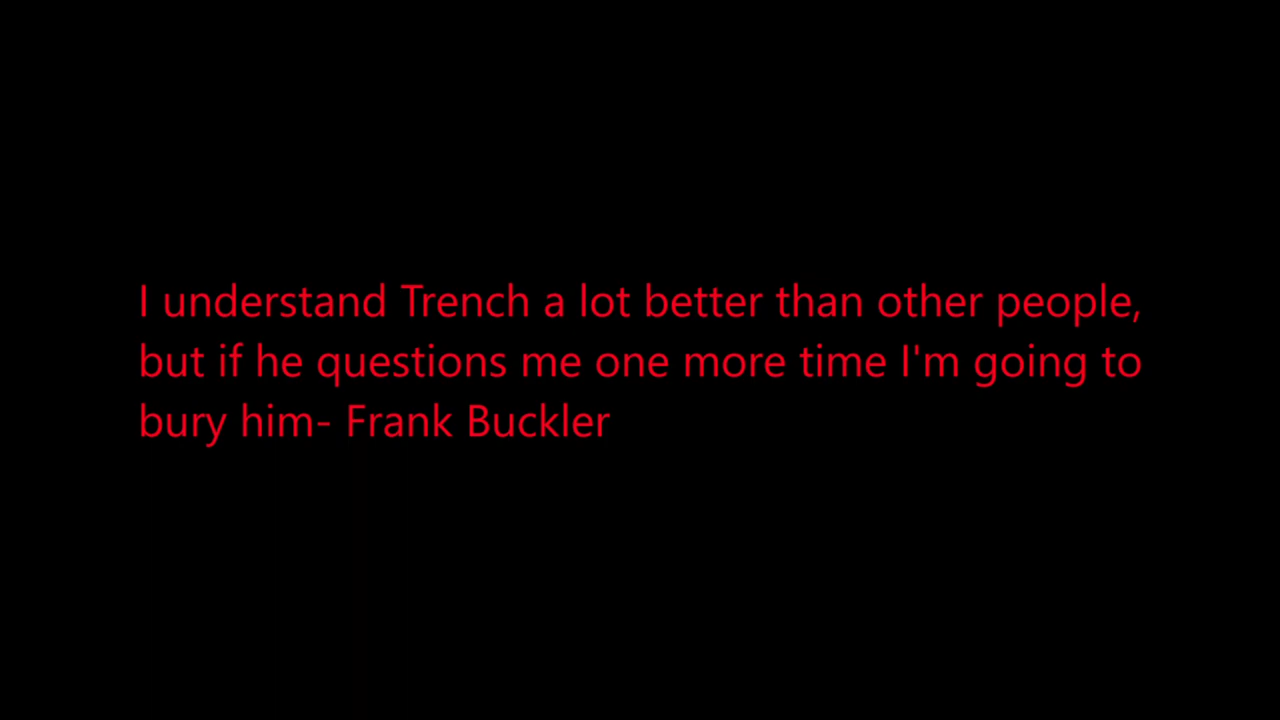 I understand Trench a lot better than other people,
but if he questions me one more time I'm going to
bury him- Frank Buckler